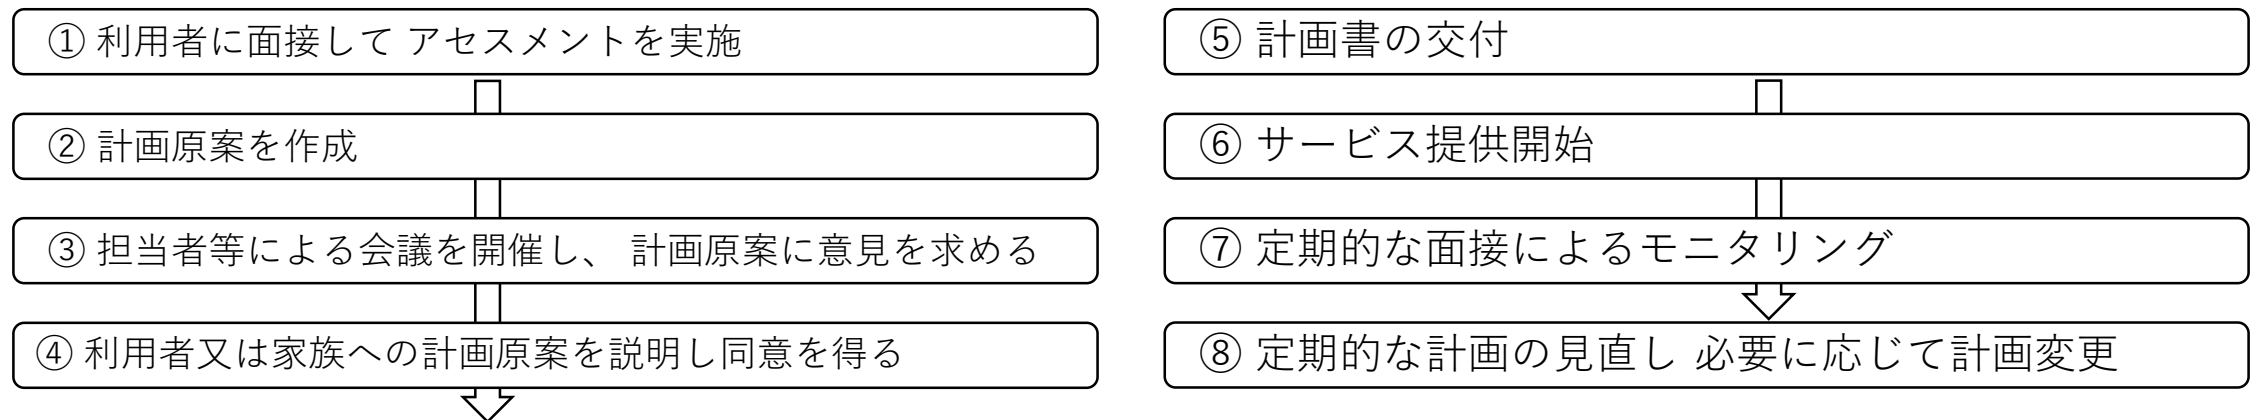 ① 利用者に面接して アセスメントを実施
② 計画原案を作成
③ 担当者等による会議を開催し、 計画原案に意見を求める
④ 利用者又は家族への計画原案を説明し同意を得る
⑤ 計画書の交付
⑥ サービス提供開始
⑦ 定期的な面接によるモニタリング
⑧ 定期的な計画の見直し 必要に応じて計画変更